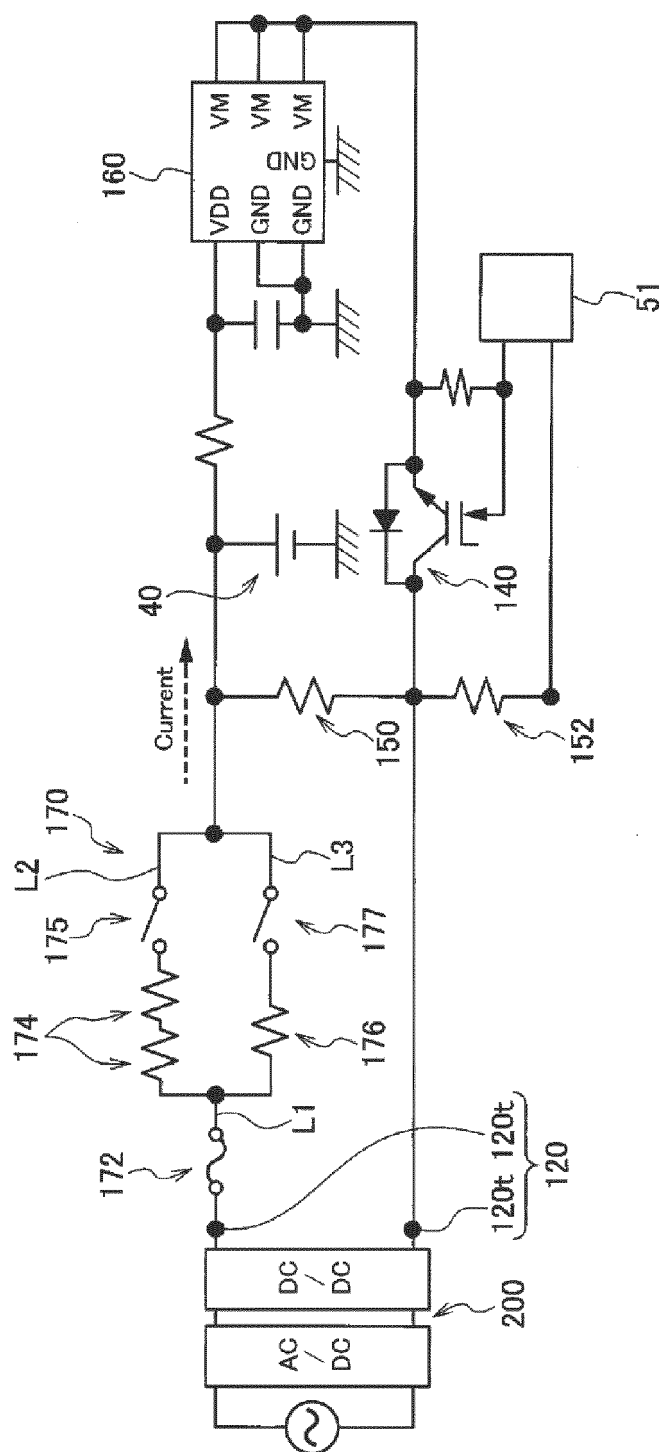 160
VDD
GND
GND
GND
VM
VM
VM
Current
L2
170
175
174
172
L1
L3
177
176
40
150
140
152
51
AC/DC
DC/DC
200
120t
120t
120